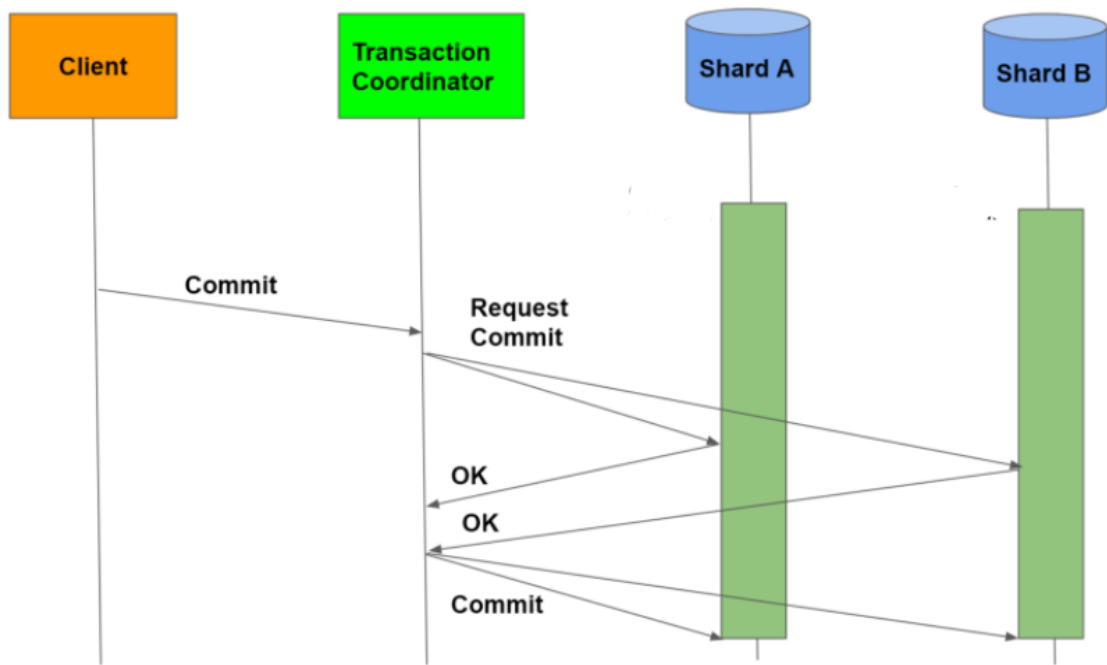 Client
Transaction
Coordinator
Shard A
Shard B
Commit
Request
Commit
OK
OK
Commit